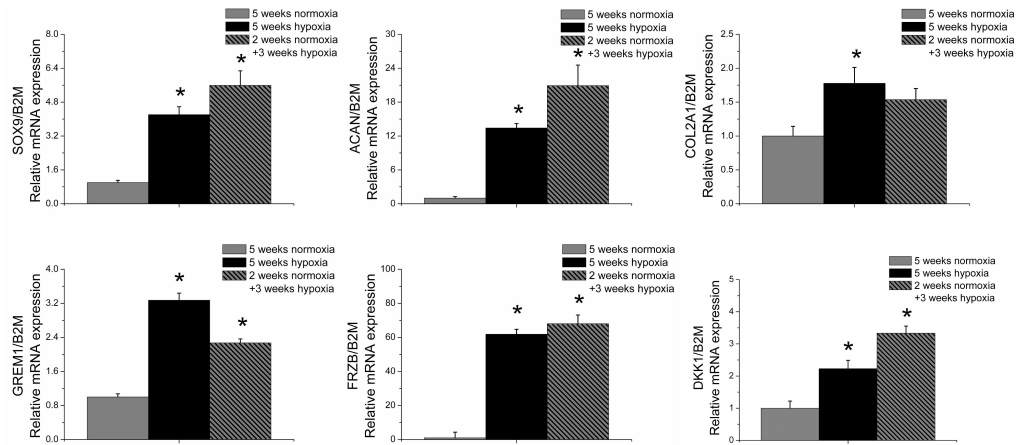 5 weeks normoxia
5 weeks hypoxia
2 weeks normoxia
+3 weeks hypoxia
SOX9/B2M
Relative mRNA expression
8.0
6.4
4.8
3.2
1.6
0.0
*
*
5 weeks normoxia
5 weeks hypoxia
2 weeks normoxia
+3 weeks hypoxia
ACAN/B2M
Relative mRNA expression
30
24
18
12
6
0
*
*
5 weeks normoxia
5 weeks hypoxia
2 weeks normoxia
+3 weeks hypoxia
COL2A1/B2M
Relative mRNA expression
2.5
2.0
1.5
1.0
0.5
0.0
*
5 weeks normoxia
5 weeks hypoxia
2 weeks normoxia
+3 weeks hypoxia
GREM1/B2M
Relative mRNA expression
4.0
3.2
2.4
1.6
0.8
0.0
*
*
5 weeks normoxia
5 weeks hypoxia
2 weeks normoxia
+3 weeks hypoxia
FRZB/B2M
Relative mRNA expression
100
80
60
40
20
0
*
*
5 weeks normoxia
5 weeks hypoxia
2 weeks normoxia
+3 weeks hypoxia
DKK1/B2M
Relative mRNA expression
5
4
3
2
1
0
*
*